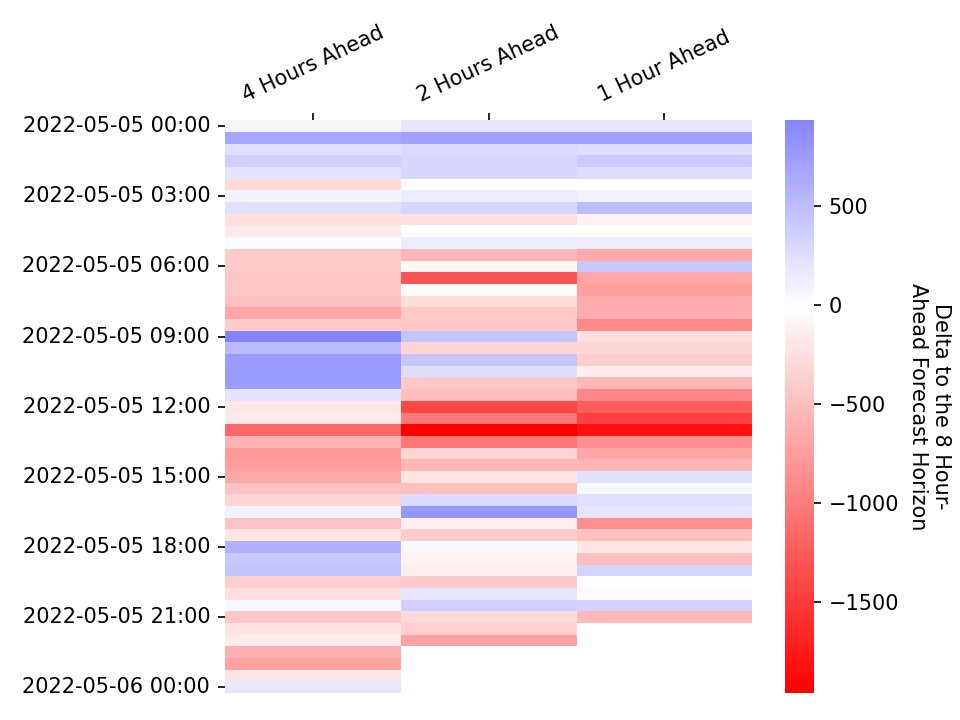 4 Hours Ahead
2 Hours Ahead
1 Hour Ahead
2022-05-05 00:00
2022-05-05 03:00
2022-05-05 06:00
2022-05-05 09:00
2022-05-05 12:00
2022-05-05 15:00
2022-05-05 18:00
2022-05-05 21:00
2022-05-06 00:00
500
0
−500
−1000
−1500
Delta to the 8 Hour-
Ahead Forecast Horizon